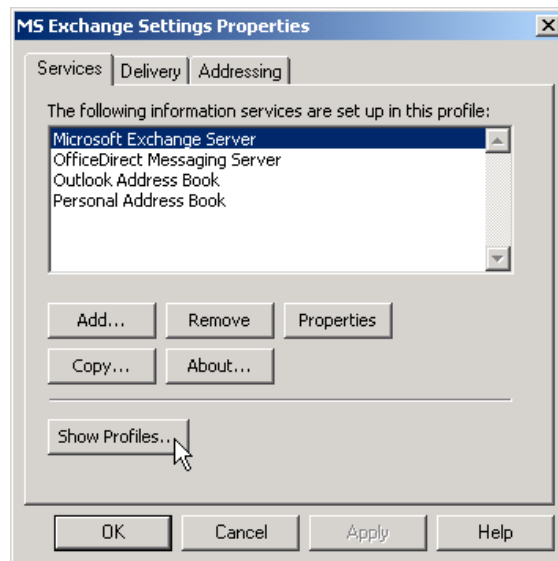 MS Exchange Settings Properties
Services Delivery Addressing
The following information services are set up in this profile:
Microsoft Exchange Server
OfficeDirect Messaging Server
Outlook Address Book
Personal Address Book
Add... Remove Properties
Copy... About...
Show Profiles...
OK Cancel Apply Help